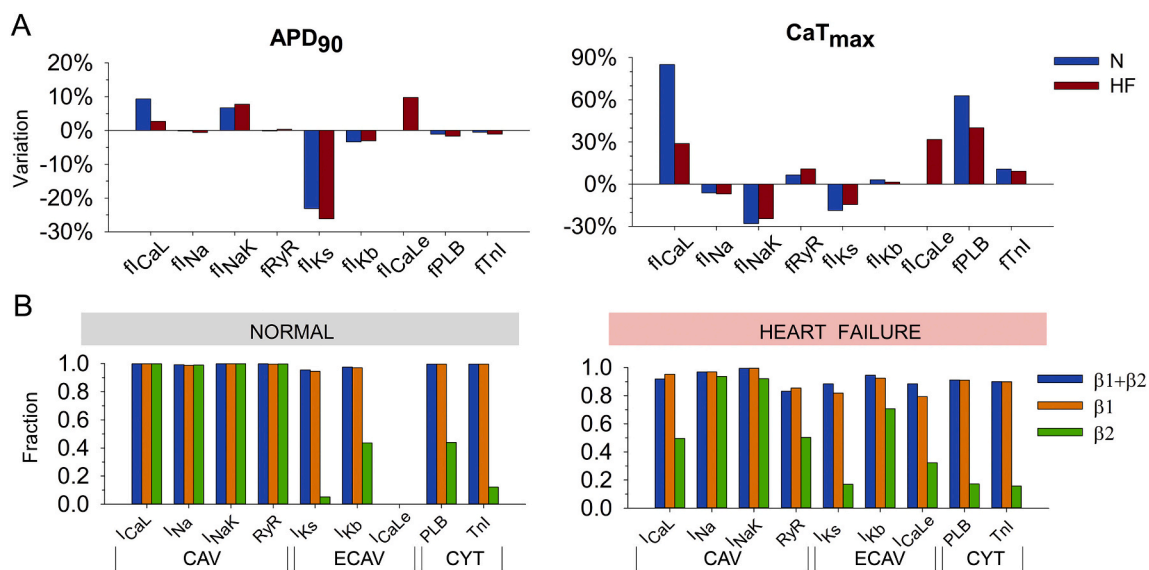 A
APD90
CaTmax
N
HF
Variation
20%
10%
0%
-10%
-20%
-30%
90%
60%
30%
0%
-30%
fICaL
fINa
fINaK
fRyR
fIKs
fIKb
fICaLe
fPLB
fTnI
fICaL
fINa
fINaK
fRyR
fIKs
fIKb
fICaLe
fPLB
fTnI
B
NORMAL
HEART FAILURE
Fraction
1.0
0.8
0.6
0.4
0.2
0.0
1.0
0.8
0.6
0.4
0.2
0.0
β1+β2
β1
β2
ICaL
INa
INaK
RyR
IKs
IKb
ICaLe
PLB
TnI
CAV
ECAV
CYT
ICaL
INa
INaK
RyR
IKs
IKb
ICaLe
PLB
TnI
CAV
ECAV
CYT